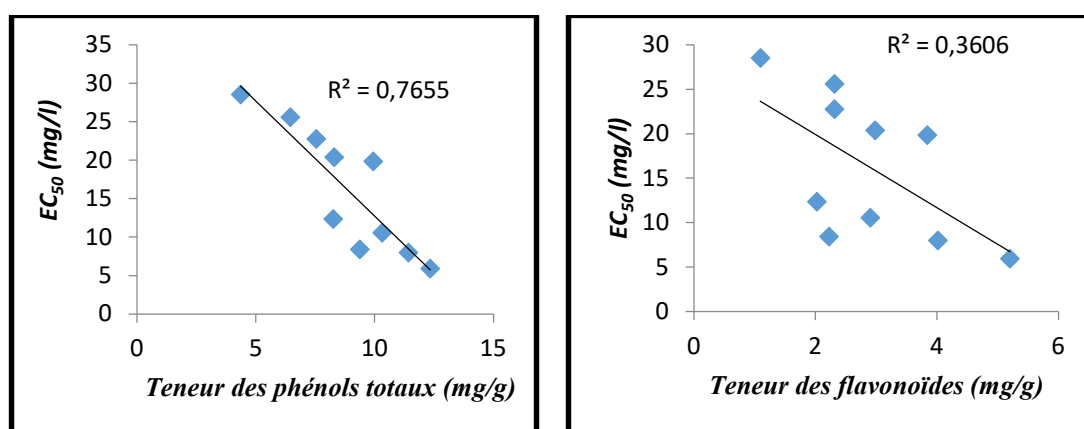 35
30
25
20
15
10
5
0
EC50 (mg/l)
R² = 0,7655
0 5 10 15
Teneur des phénols totaux (mg/g)
30
25
20
15
10
5
0
EC50 (mg/l)
R² = 0,3606
0 2 4 6
Teneur des flavonoïdes (mg/g)